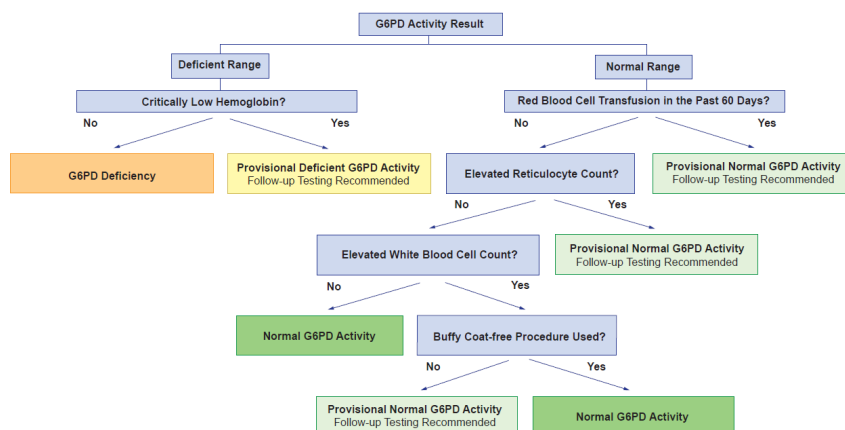 G6PD Activity Result
Deficient Range
Normal Range
Critically Low Hemoglobin?
Red Blood Cell Transfusion in the Past 60 Days?
No
Yes
No
Yes
G6PD Deficiency
Provisional Deficient G6PD Activity
Follow-up Testing Recommended
Elevated Reticulocyte Count?
Provisional Normal G6PD Activity
Follow-up Testing Recommended
No
Yes
Elevated White Blood Cell Count?
Provisional Normal G6PD Activity
Follow-up Testing Recommended
No
Yes
Normal G6PD Activity
Buffy Coat-free Procedure Used?
No
Yes
Provisional Normal G6PD Activity
Follow-up Testing Recommended
Normal G6PD Activity